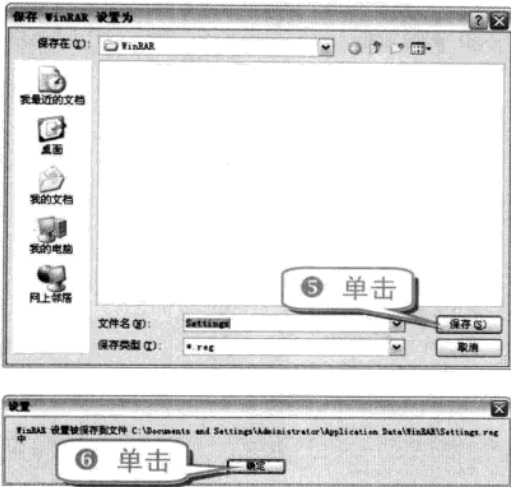 保存 WinRAR 设置为
保存在(I): WinRAR
我最近的文档
桌面
我的文档
我的电脑
网上邻居
❺ 单击
文件名(N): Settings 保存(S)
保存类型(T): *.reg 取消
设置
WinRAR 设置被保存到文件 C:\Documents and Settings\Administrator\Application Data\WinRAR\Settings.reg
中
❻ 单击 确定